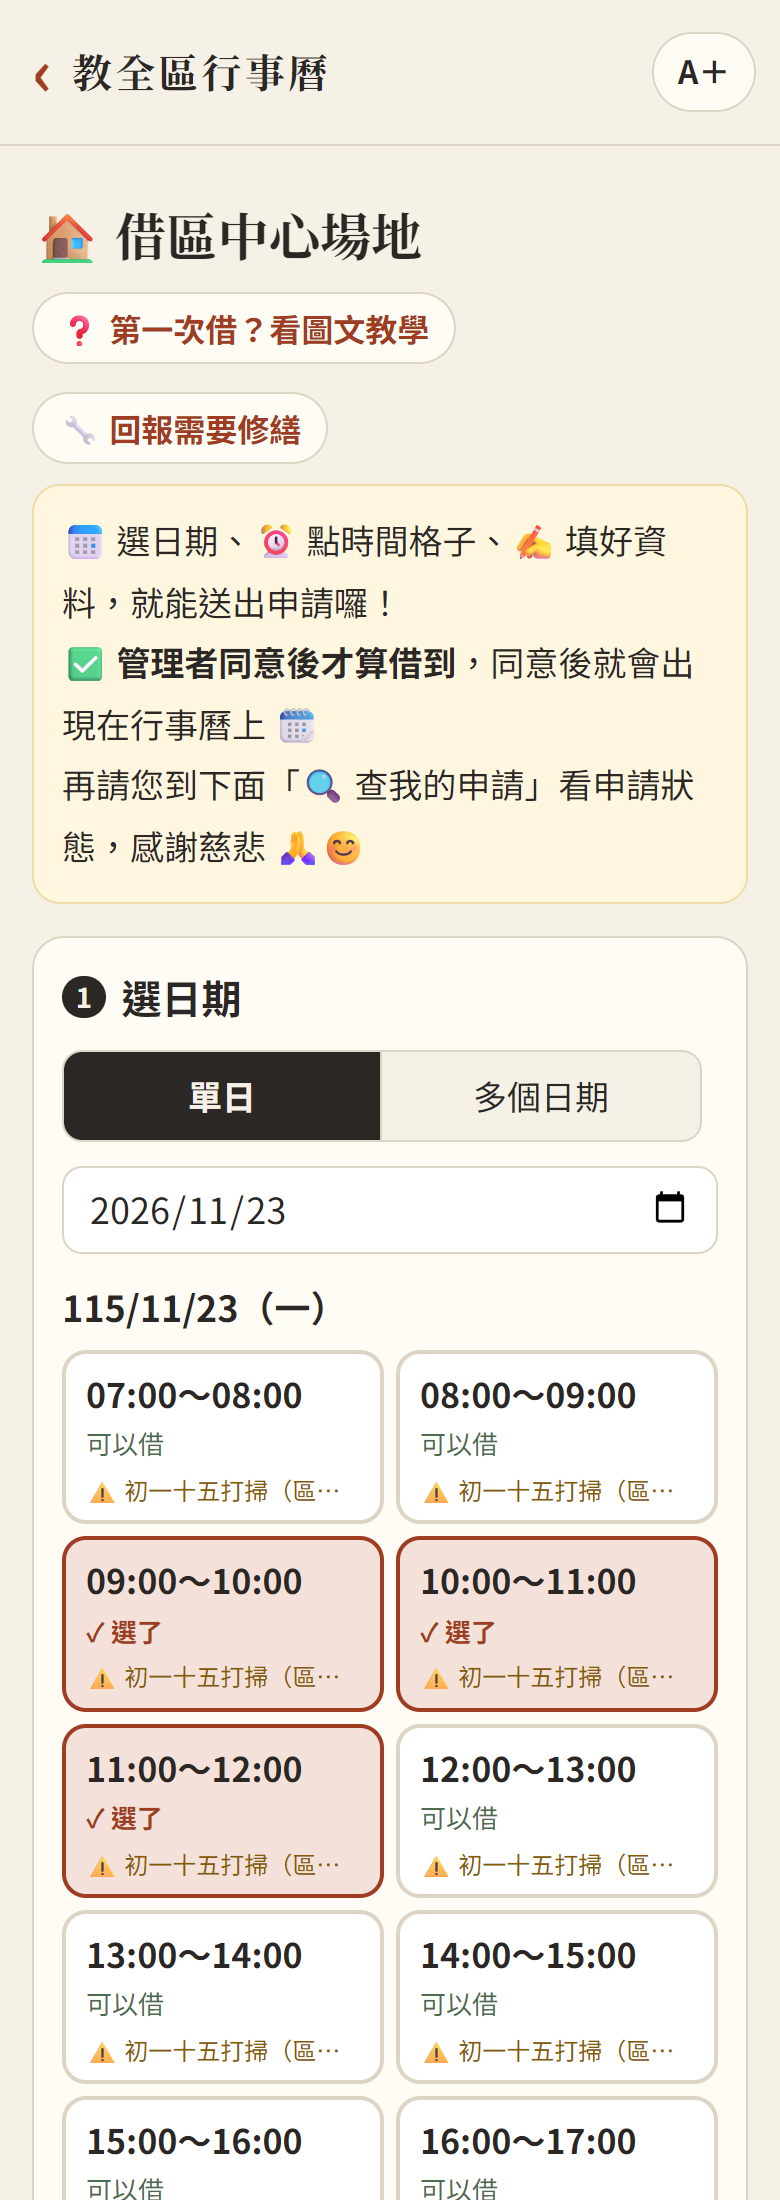 ‹ 教全區行事曆
A+
🏠 借區中心場地
❓ 第一次借？看圖文教學
🔧 回報需要修繕
📅 選日期、⏰ 點時間格子、✍️ 填好資
料，就能送出申請囉！
✅ 管理者同意後才算借到，同意後就會出
現在行事曆上 🗓️
再請您到下面「🔍 查我的申請」看申請狀
態，感謝慈悲 🙏😊
1 選日期
單日 多個日期
2026/11/23
115/11/23（一）
07:00～08:00
可以借
⚠️ 初一十五打掃（區⋯
08:00～09:00
可以借
⚠️ 初一十五打掃（區⋯
09:00～10:00
✓ 選了
⚠️ 初一十五打掃（區⋯
10:00～11:00
✓ 選了
⚠️ 初一十五打掃（區⋯
11:00～12:00
✓ 選了
⚠️ 初一十五打掃（區⋯
12:00～13:00
可以借
⚠️ 初一十五打掃（區⋯
13:00～14:00
可以借
⚠️ 初一十五打掃（區⋯
14:00～15:00
可以借
⚠️ 初一十五打掃（區⋯
15:00～16:00
可以借
16:00～17:00
可以借